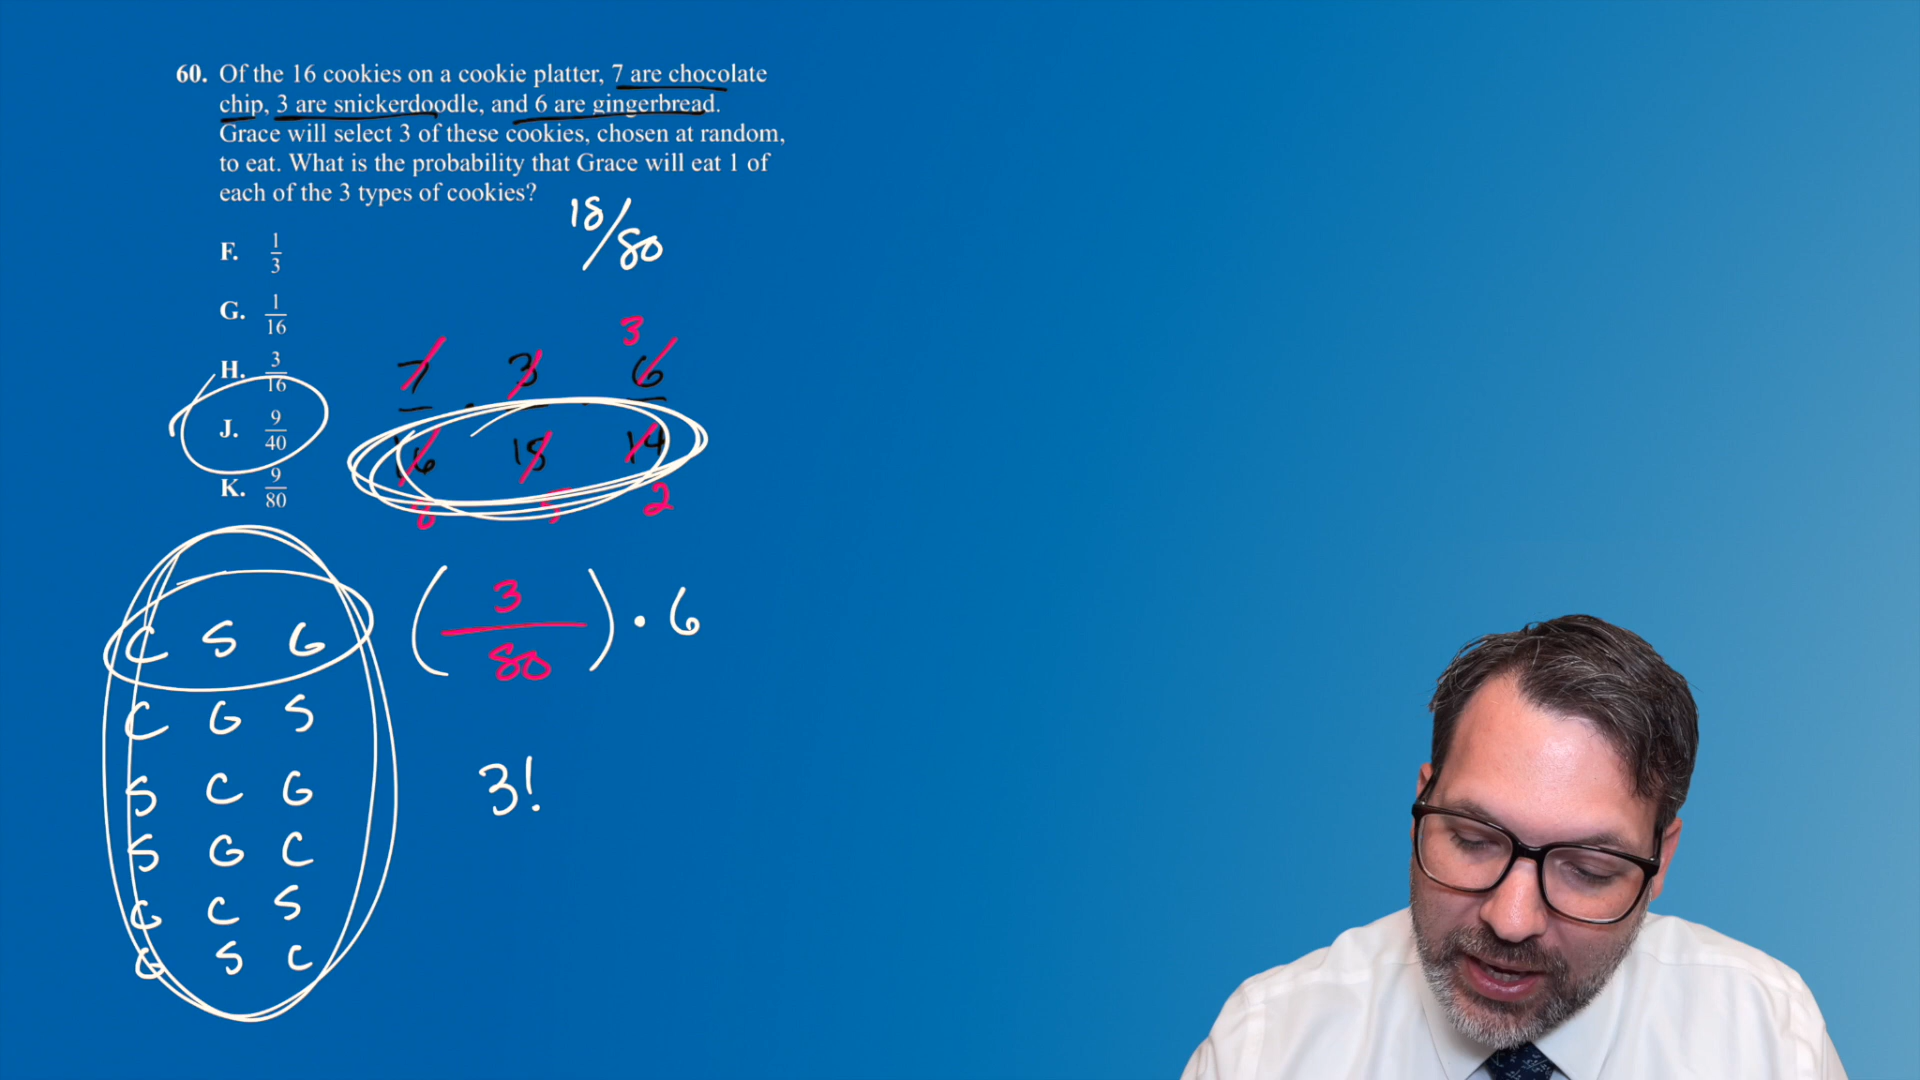 60. Of the 16 cookies on a cookie platter, 7 are chocolate
chip, 3 are snickerdoodle, and 6 are gingerbread.
Grace will select 3 of these cookies, chosen at random,
to eat. What is the probability that Grace will eat 1 of
each of the 3 types of cookies?
18/80
F. 1/3
G. 1/16
H. 3/16
J. 9/40
K. 9/80
3
7 · 3 · 6
16 15 14
8 5 2
(3/80) · 6
C S G
C G S
S C G
S G C
G C S
G S C
3!